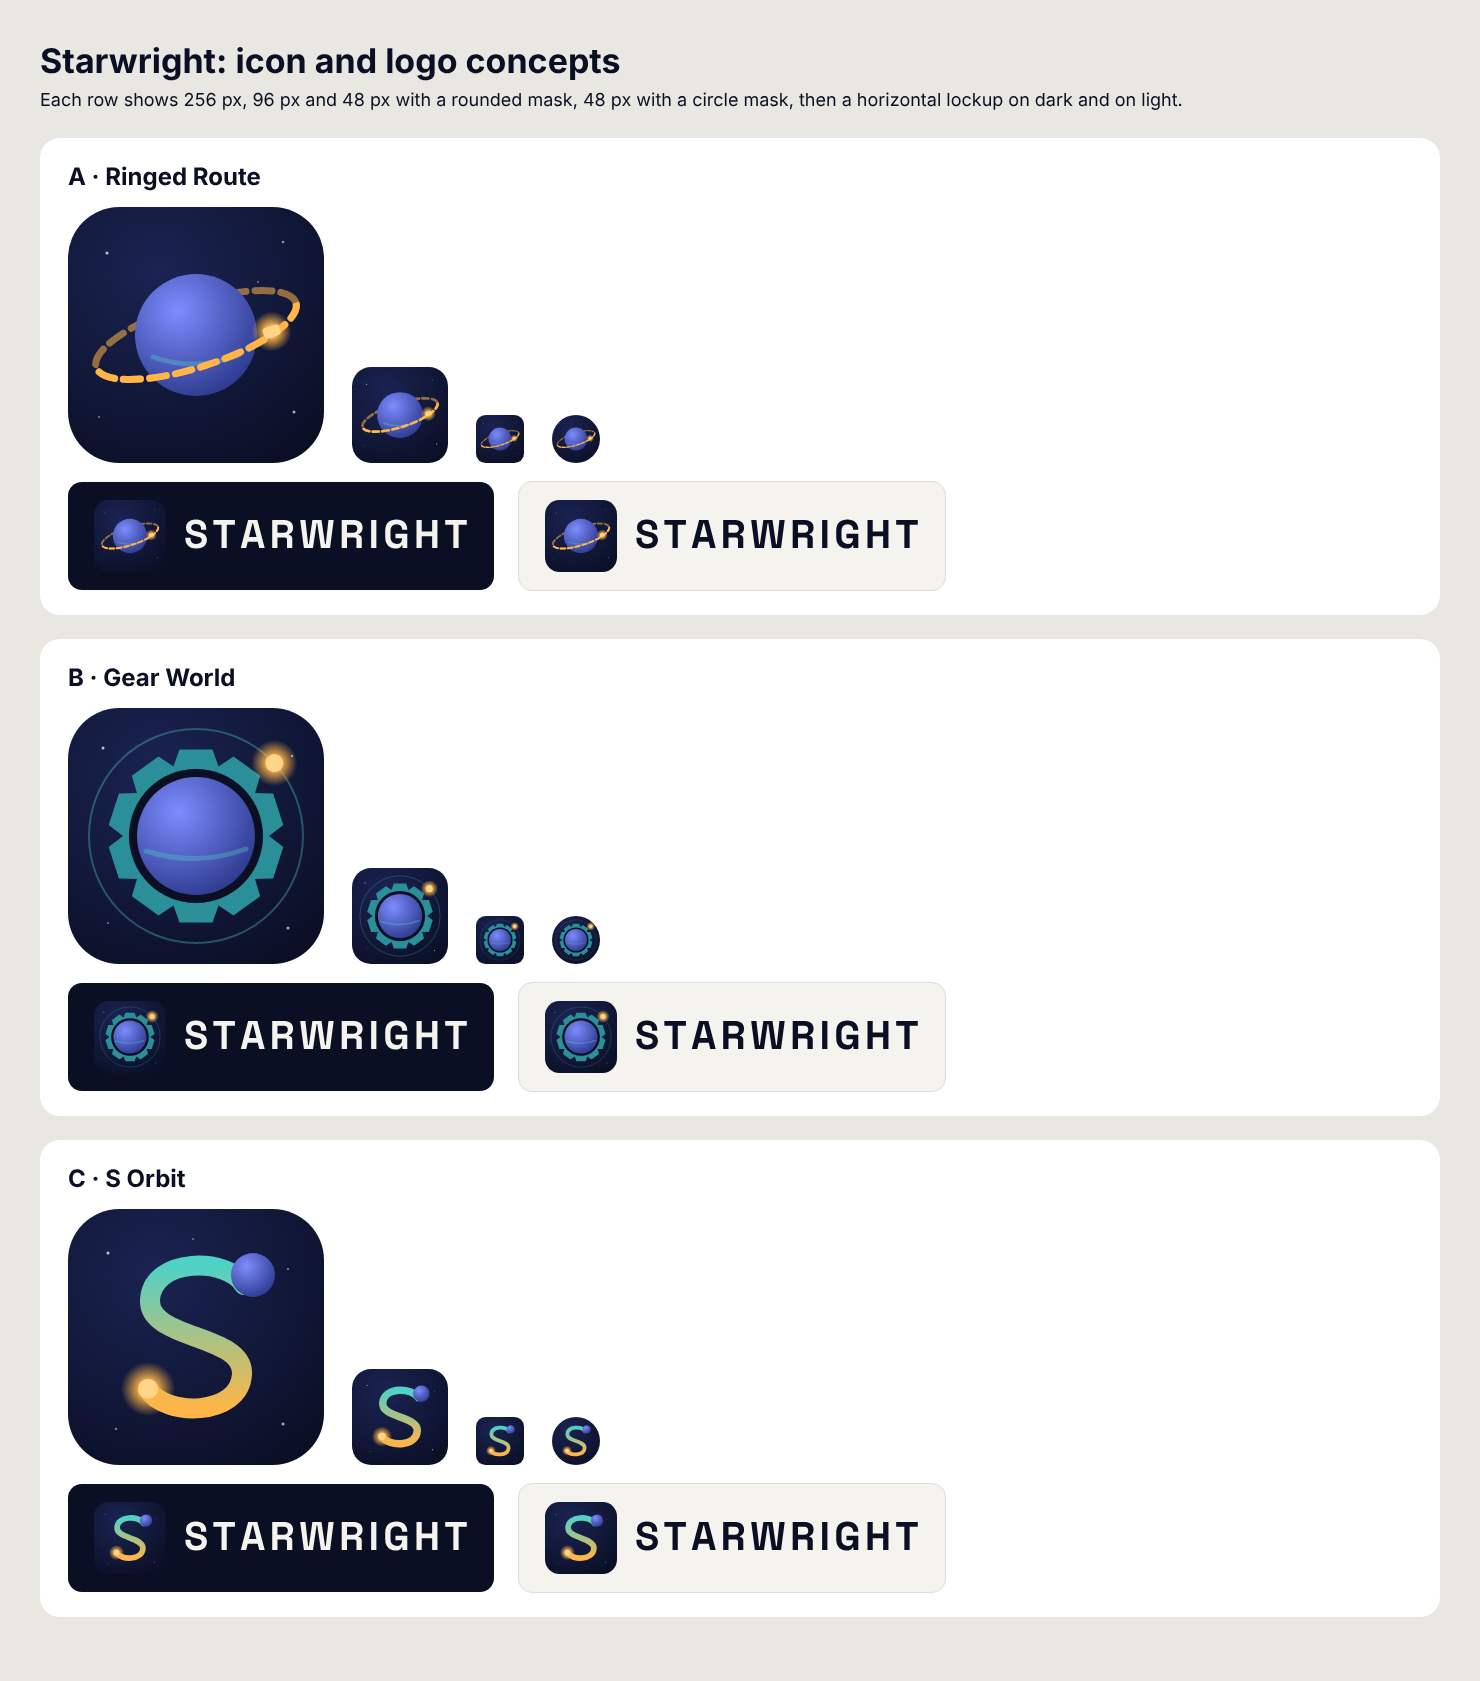 Starwright: icon and logo concepts
Each row shows 256 px, 96 px and 48 px with a rounded mask, 48 px with a circle mask, then a horizontal lockup on dark and on light.
A · Ringed Route
STARWRIGHT STARWRIGHT
B · Gear World
STARWRIGHT STARWRIGHT
C · S Orbit
S
STARWRIGHT STARWRIGHT